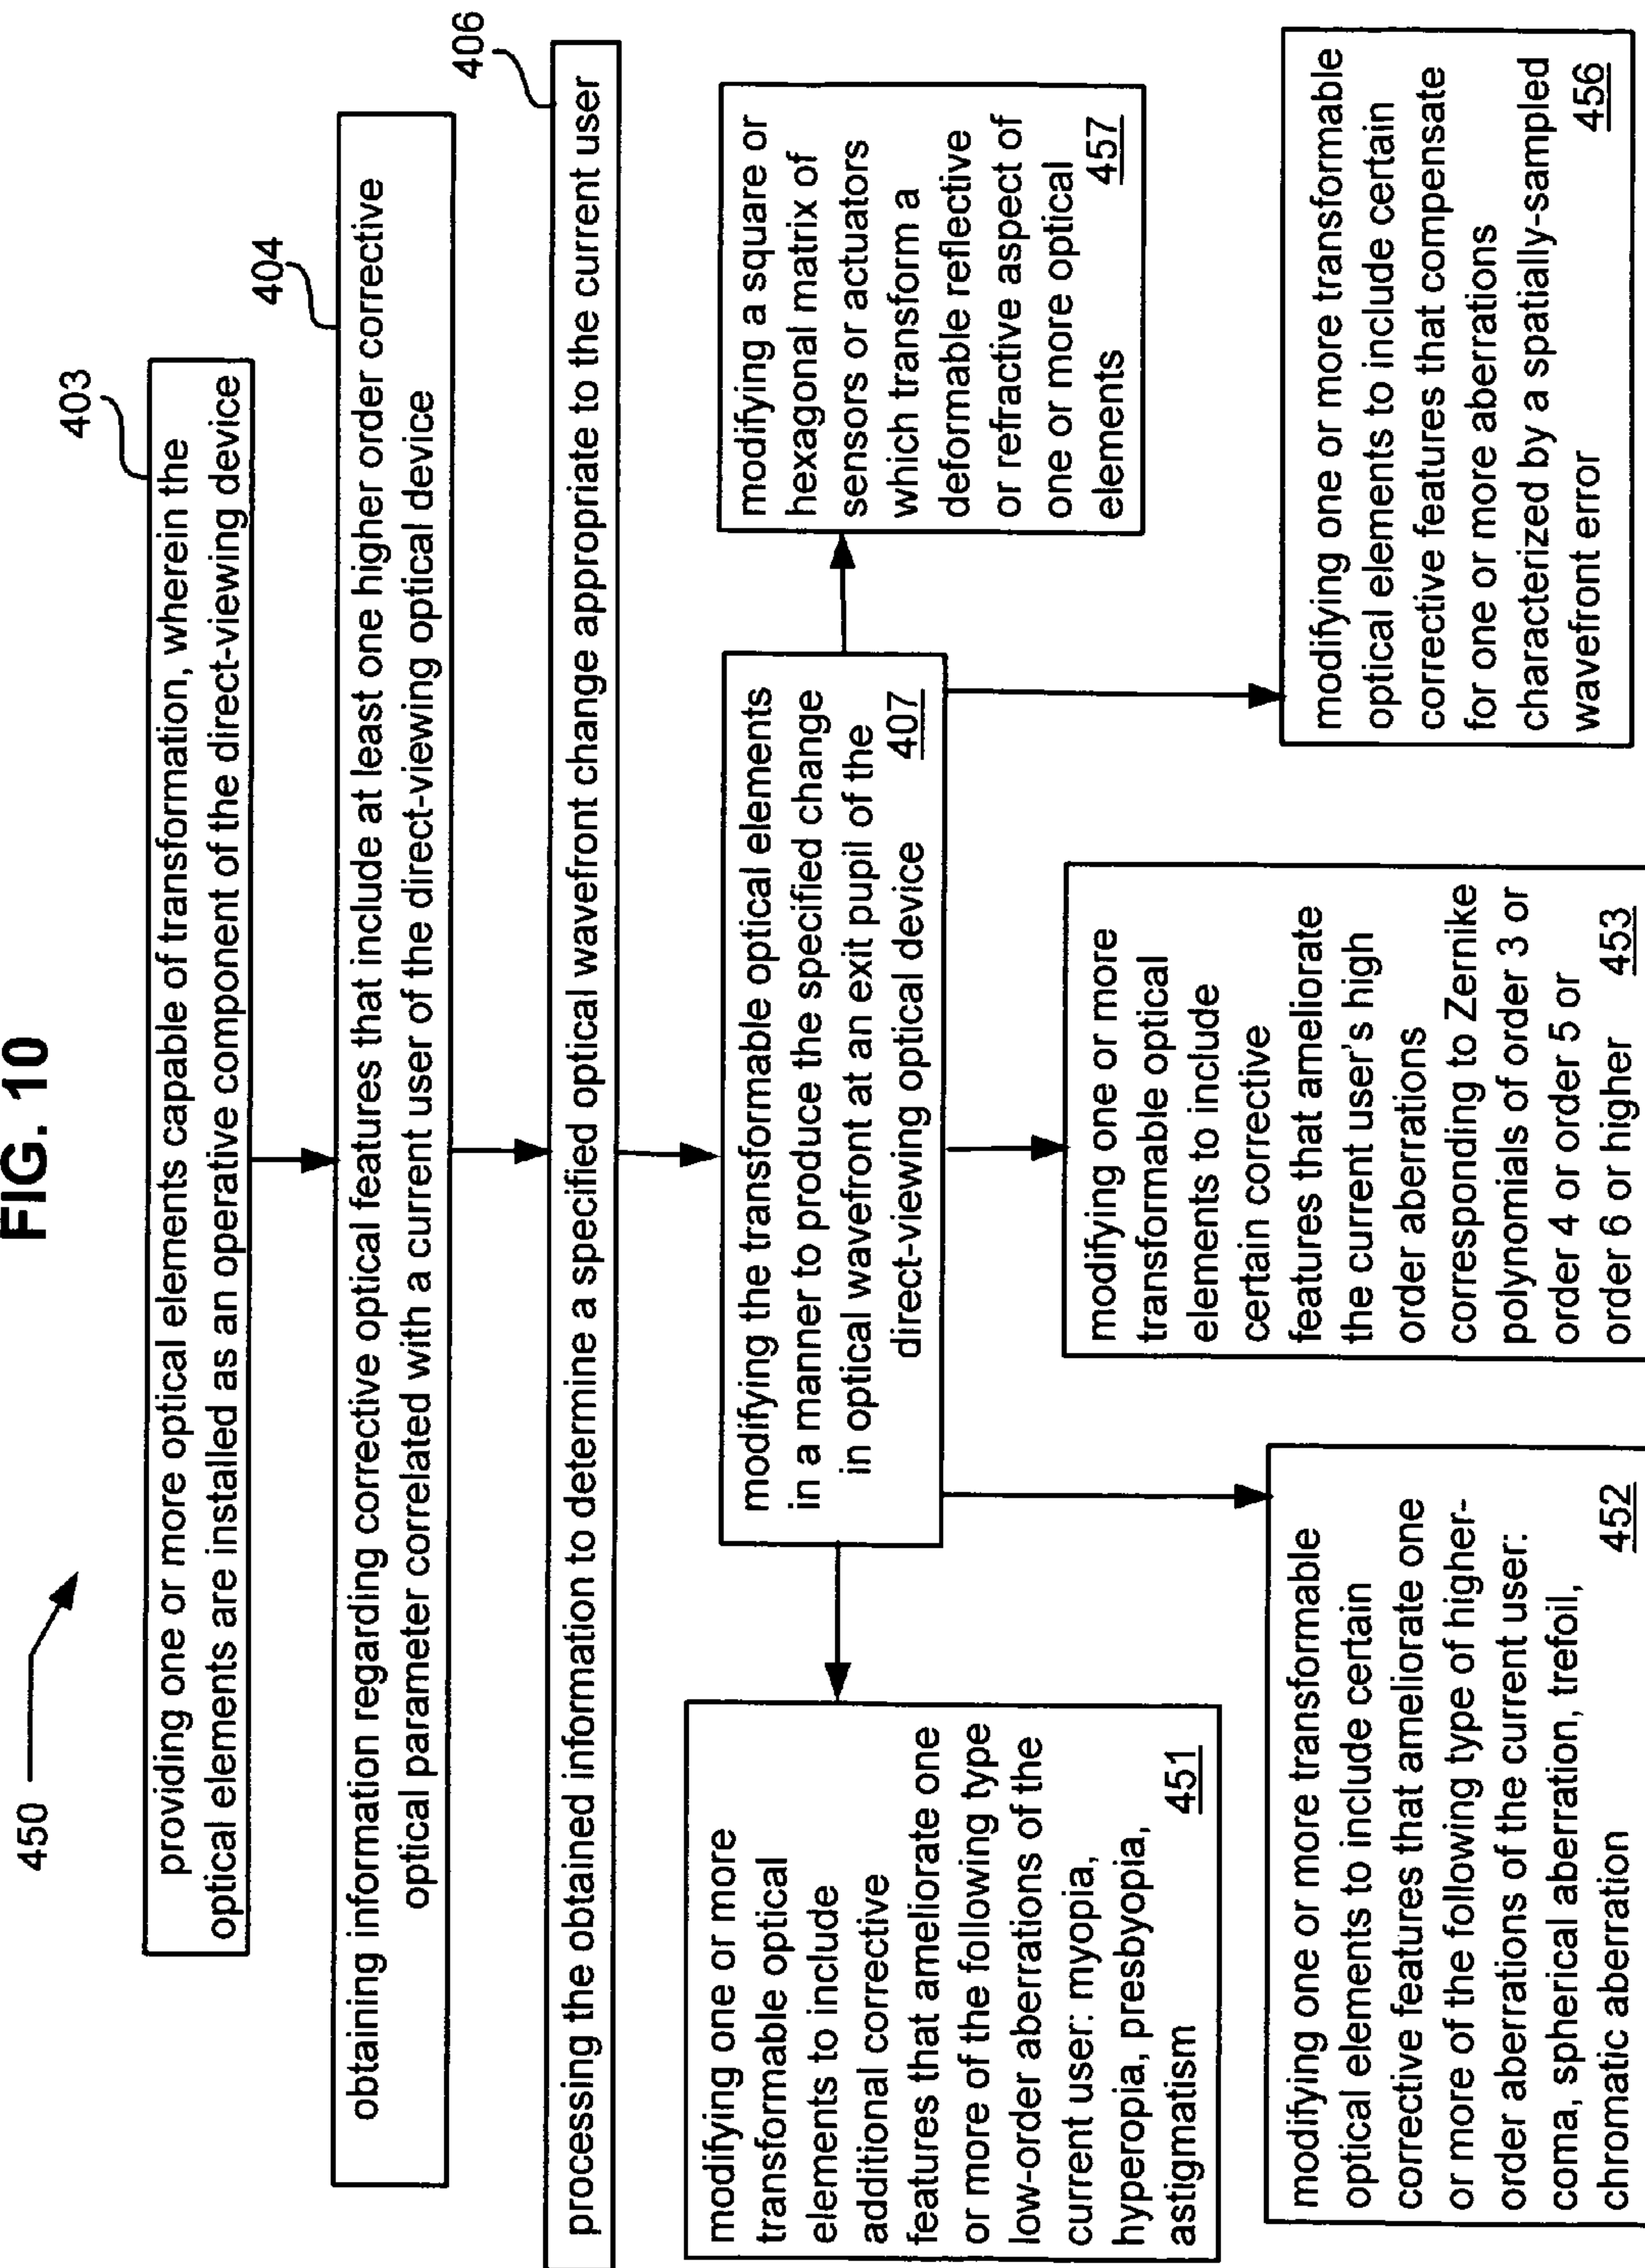 FIG. 10
450
403
providing one or more optical elements capable of transformation, wherein the
optical elements are installed as an operative component of the direct-viewing device
404
obtaining information regarding corrective optical features that include at least one higher order corrective
optical parameter correlated with a current user of the direct-viewing optical device
406
processing the obtained information to determine a specified optical wavefront change appropriate to the current user
modifying the transformable optical elements
in a manner to produce the specified change
in optical wavefront at an exit pupil of the
direct-viewing optical device 407
modifying one or more
transformable optical
elements to include
additional corrective
features that ameliorate one
or more of the following type
low-order aberrations of the
current user: myopia,
hyperopia, presbyopia,
astigmatism 451
modifying one or more transformable
optical elements to include certain
corrective features that ameliorate one
or more of the following type of higher-
order aberrations of the current user:
coma, spherical aberration, trefoil,
chromatic aberration 452
modifying one or more
transformable optical
elements to include
certain corrective
features that ameliorate
the current user's high
order aberrations
corresponding to Zernike
polynomials of order 3 or
order 4 or order 5 or
order 6 or higher 453
modifying one or more transformable
optical elements to include certain
corrective features that compensate
for one or more aberrations
characterized by a spatially-sampled
wavefront error 456
modifying a square or
hexagonal matrix of
sensors or actuators
which transform a
deformable reflective
or refractive aspect of
one or more optical
elements 457